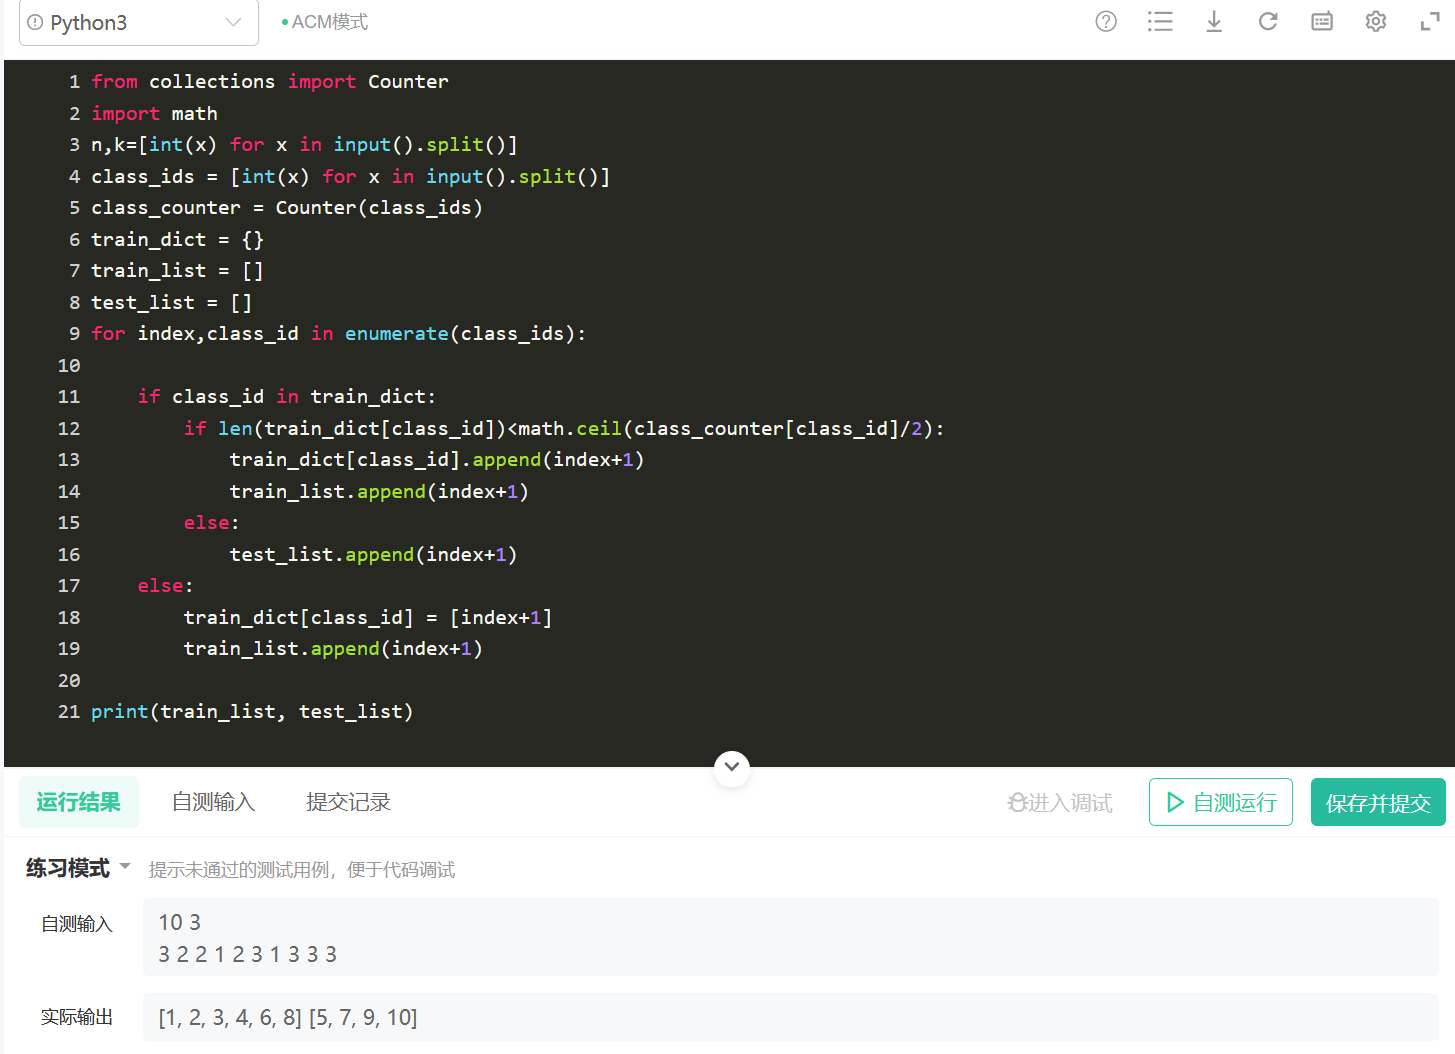 Python3
ACM模式
1 from collections import Counter
2 import math
3 n,k=[int(x) for x in input().split()]
4 class_ids = [int(x) for x in input().split()]
5 class_counter = Counter(class_ids)
6 train_dict = {}
7 train_list = []
8 test_list = []
9 for index,class_id in enumerate(class_ids):
10
11     if class_id in train_dict:
12         if len(train_dict[class_id])<math.ceil(class_counter[class_id]/2):
13             train_dict[class_id].append(index+1)
14             train_list.append(index+1)
15         else:
16             test_list.append(index+1)
17     else:
18         train_dict[class_id] = [index+1]
19         train_list.append(index+1)
20
21 print(train_list, test_list)
运行结果 自测输入 提交记录 进入调试 自测运行 保存并提交
练习模式 提示未通过的测试用例，便于代码调试
自测输入 10 3
3 2 2 1 2 3 1 3 3 3
实际输出 [1, 2, 3, 4, 6, 8] [5, 7, 9, 10]